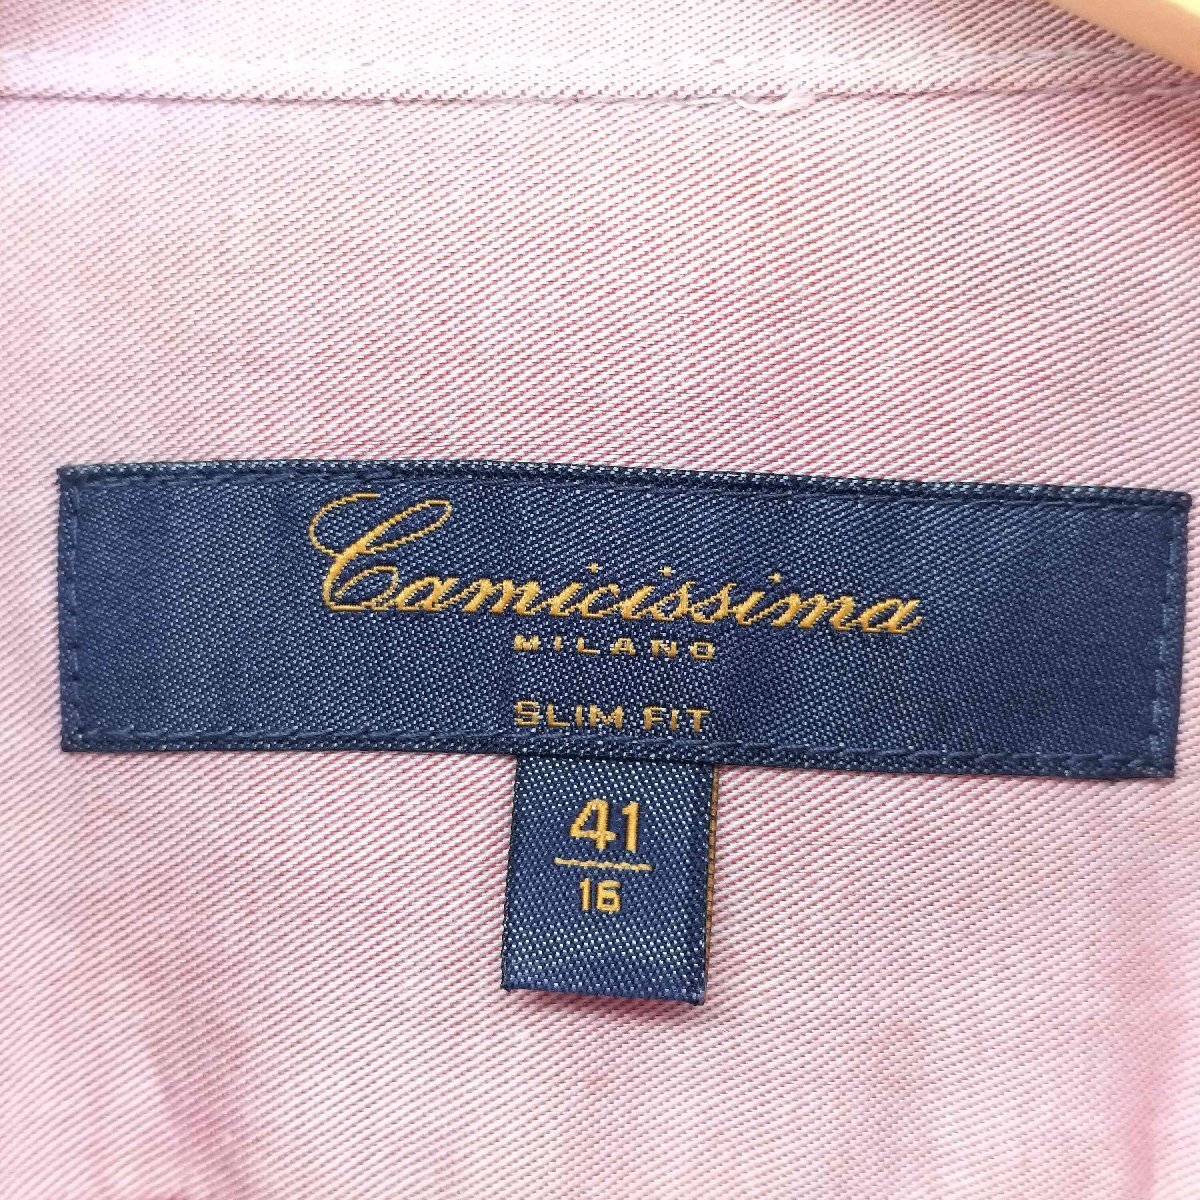 Camicissima
MILANO
SLIM FIT
41
16